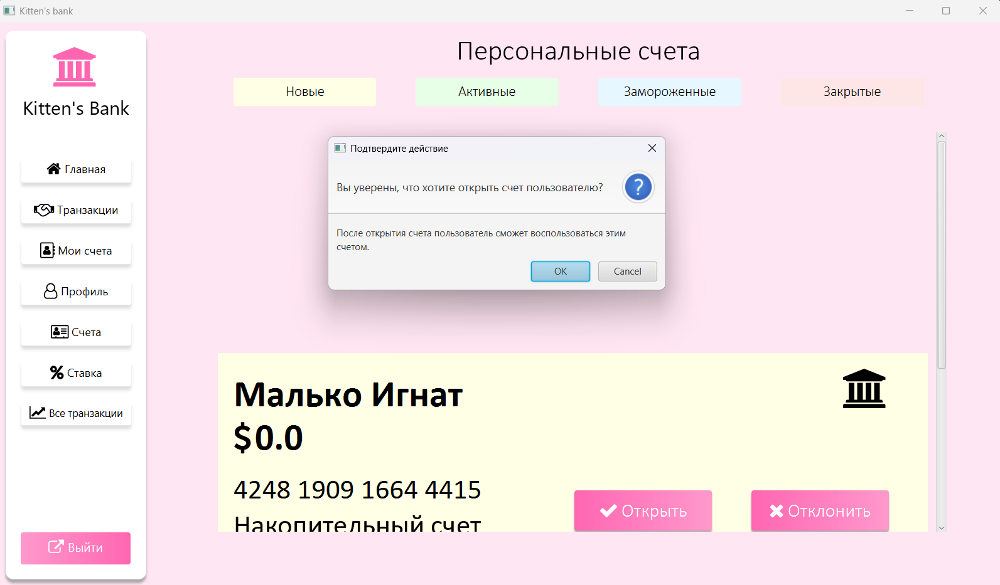 Kitten's bank
Kitten's Bank
Главная
Транзакции
Мои счета
Профиль
Счета
Ставка
Все транзакции
Выйти
Персональные счета
Новые
Активные
Замороженные
Закрытые
Подтвердите действие
Вы уверены, что хотите открыть счет пользователю?
После открытия счета пользователь сможет воспользоваться этим
счетом.
OK
Cancel
Малько Игнат
$0.0
4248 1909 1664 4415
Накопительный счет
Открыть
Отклонить